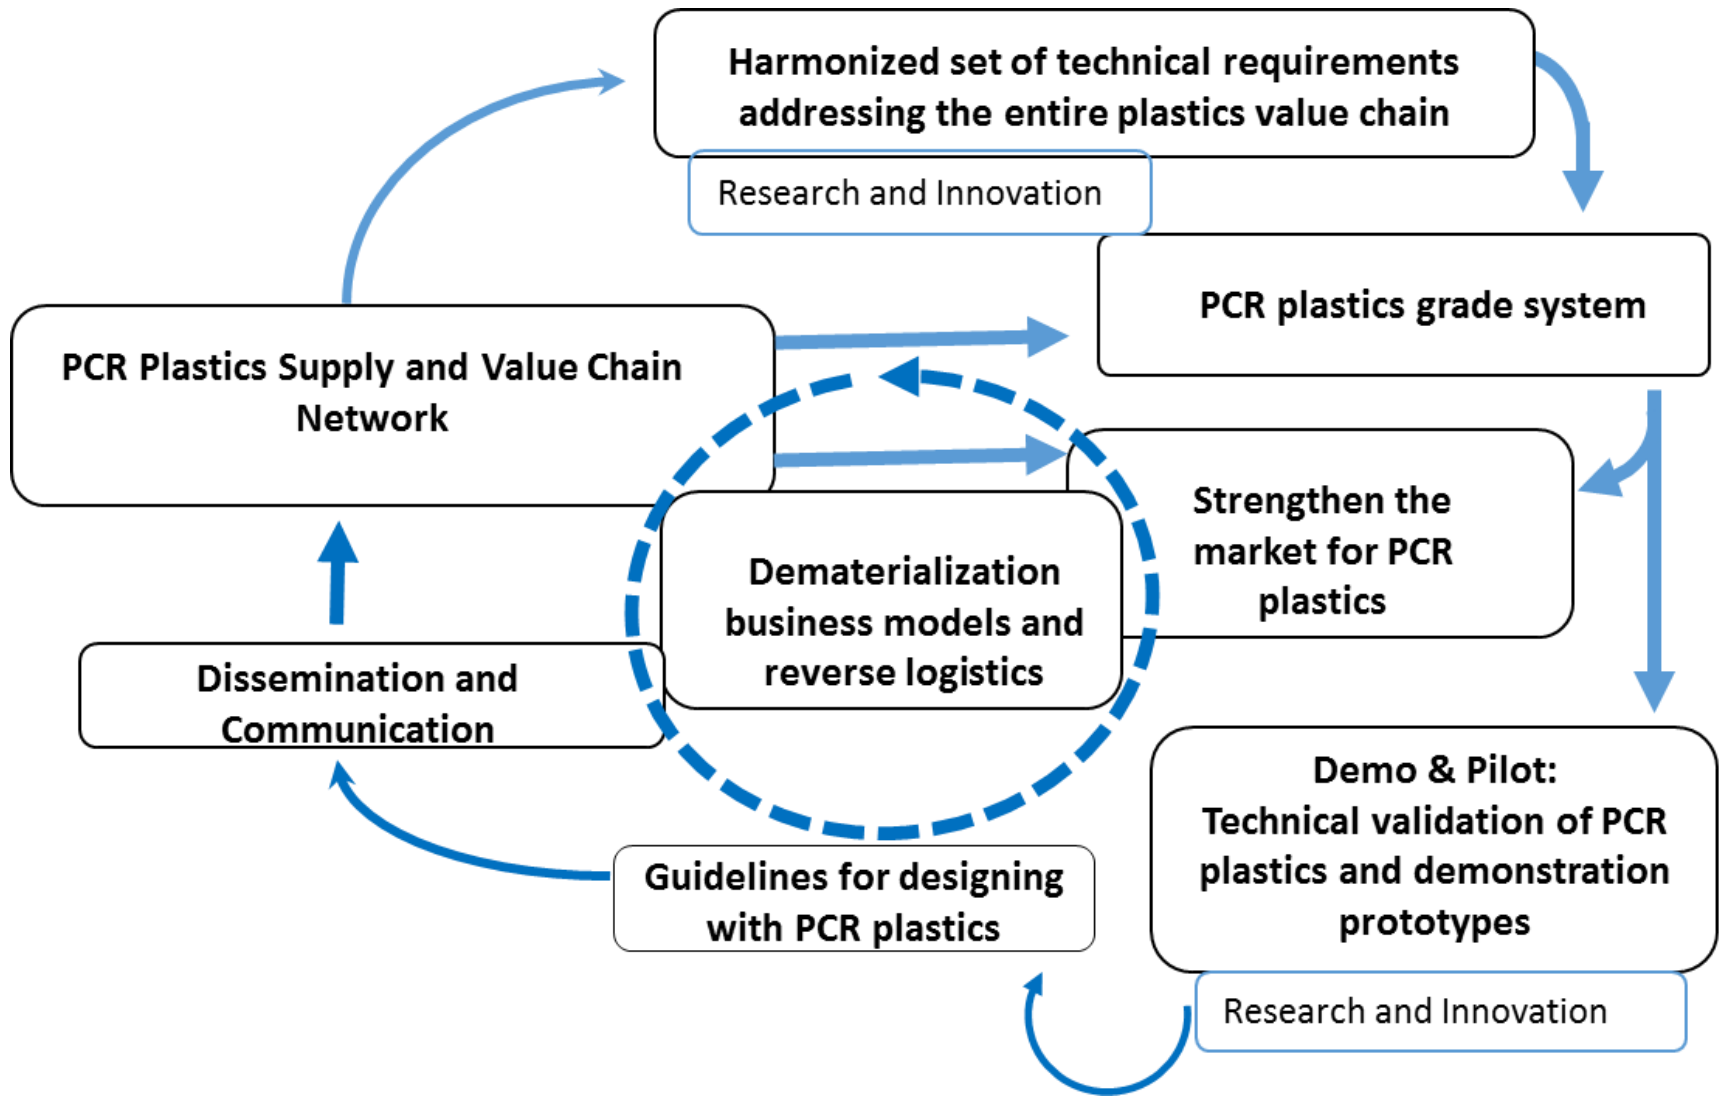 Harmonized set of technical requirements
addressing the entire plastics value chain
Research and Innovation
PCR plastics grade system
PCR Plastics Supply and Value Chain
Network
Strengthen the
market for PCR
plastics
Dematerialization
business models and
reverse logistics
Dissemination and
Communication
Demo & Pilot:
Technical validation of PCR
plastics and demonstration
prototypes
Guidelines for designing
with PCR plastics
Research and Innovation